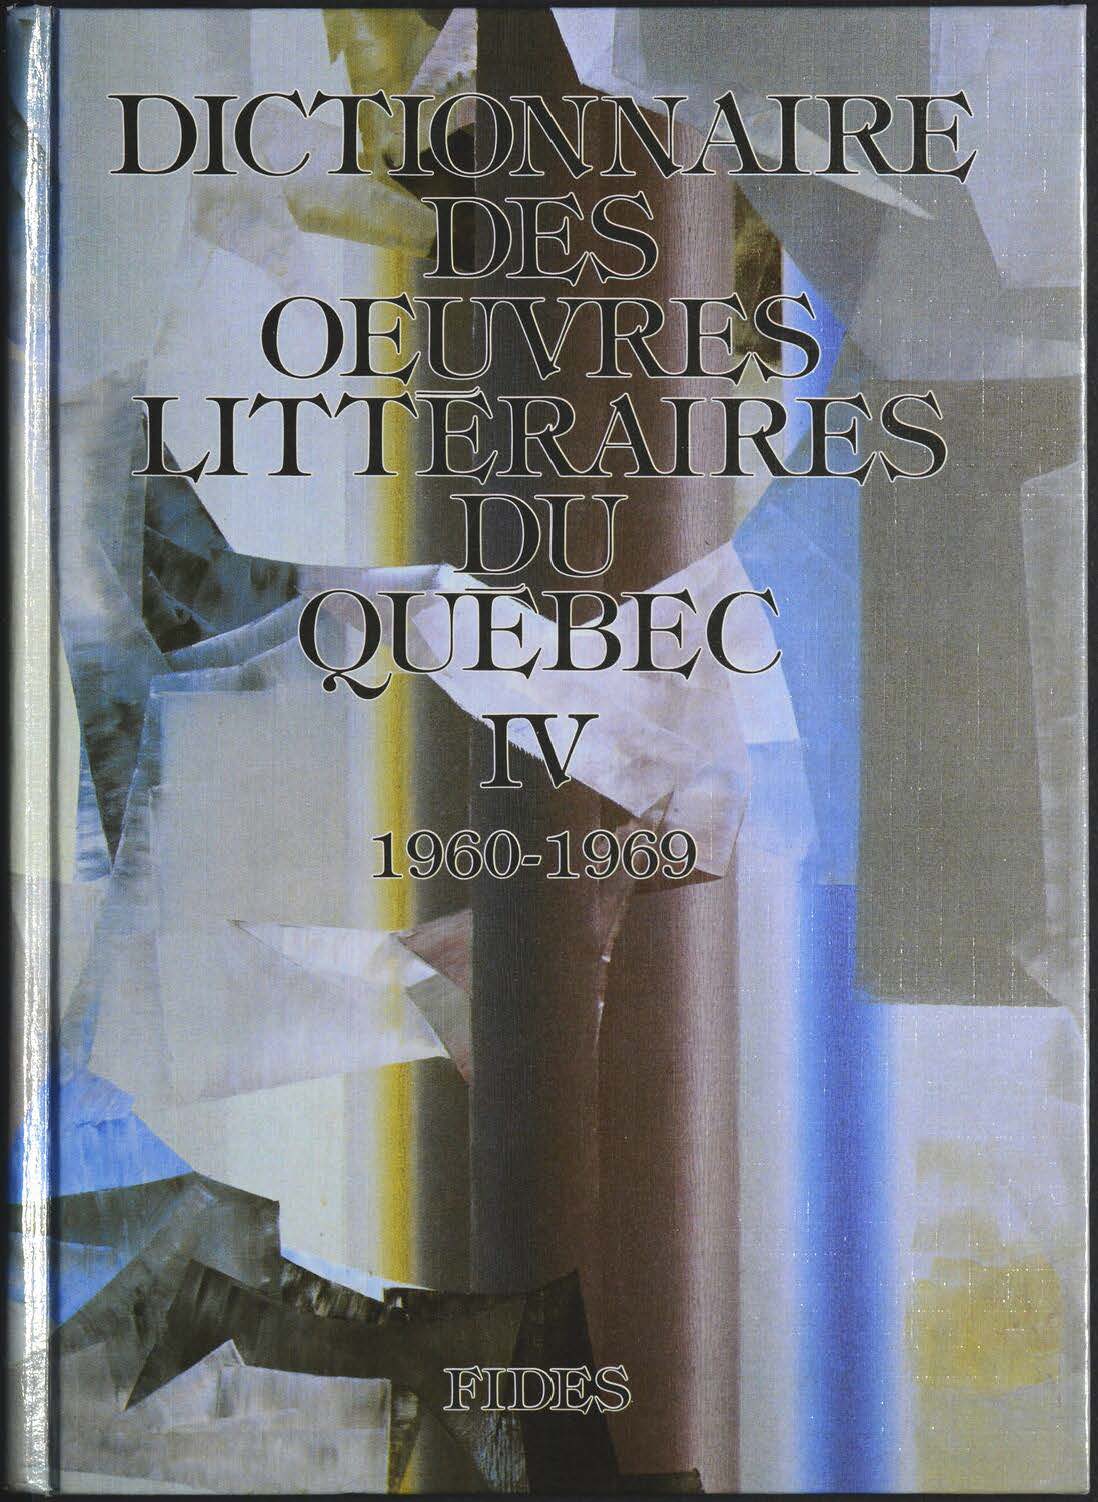 DICTIONNAIRE
DES
OEUVRES
LITTÉRAIRES
DU
QUÉBEC
IV
1960-1969
FIDES